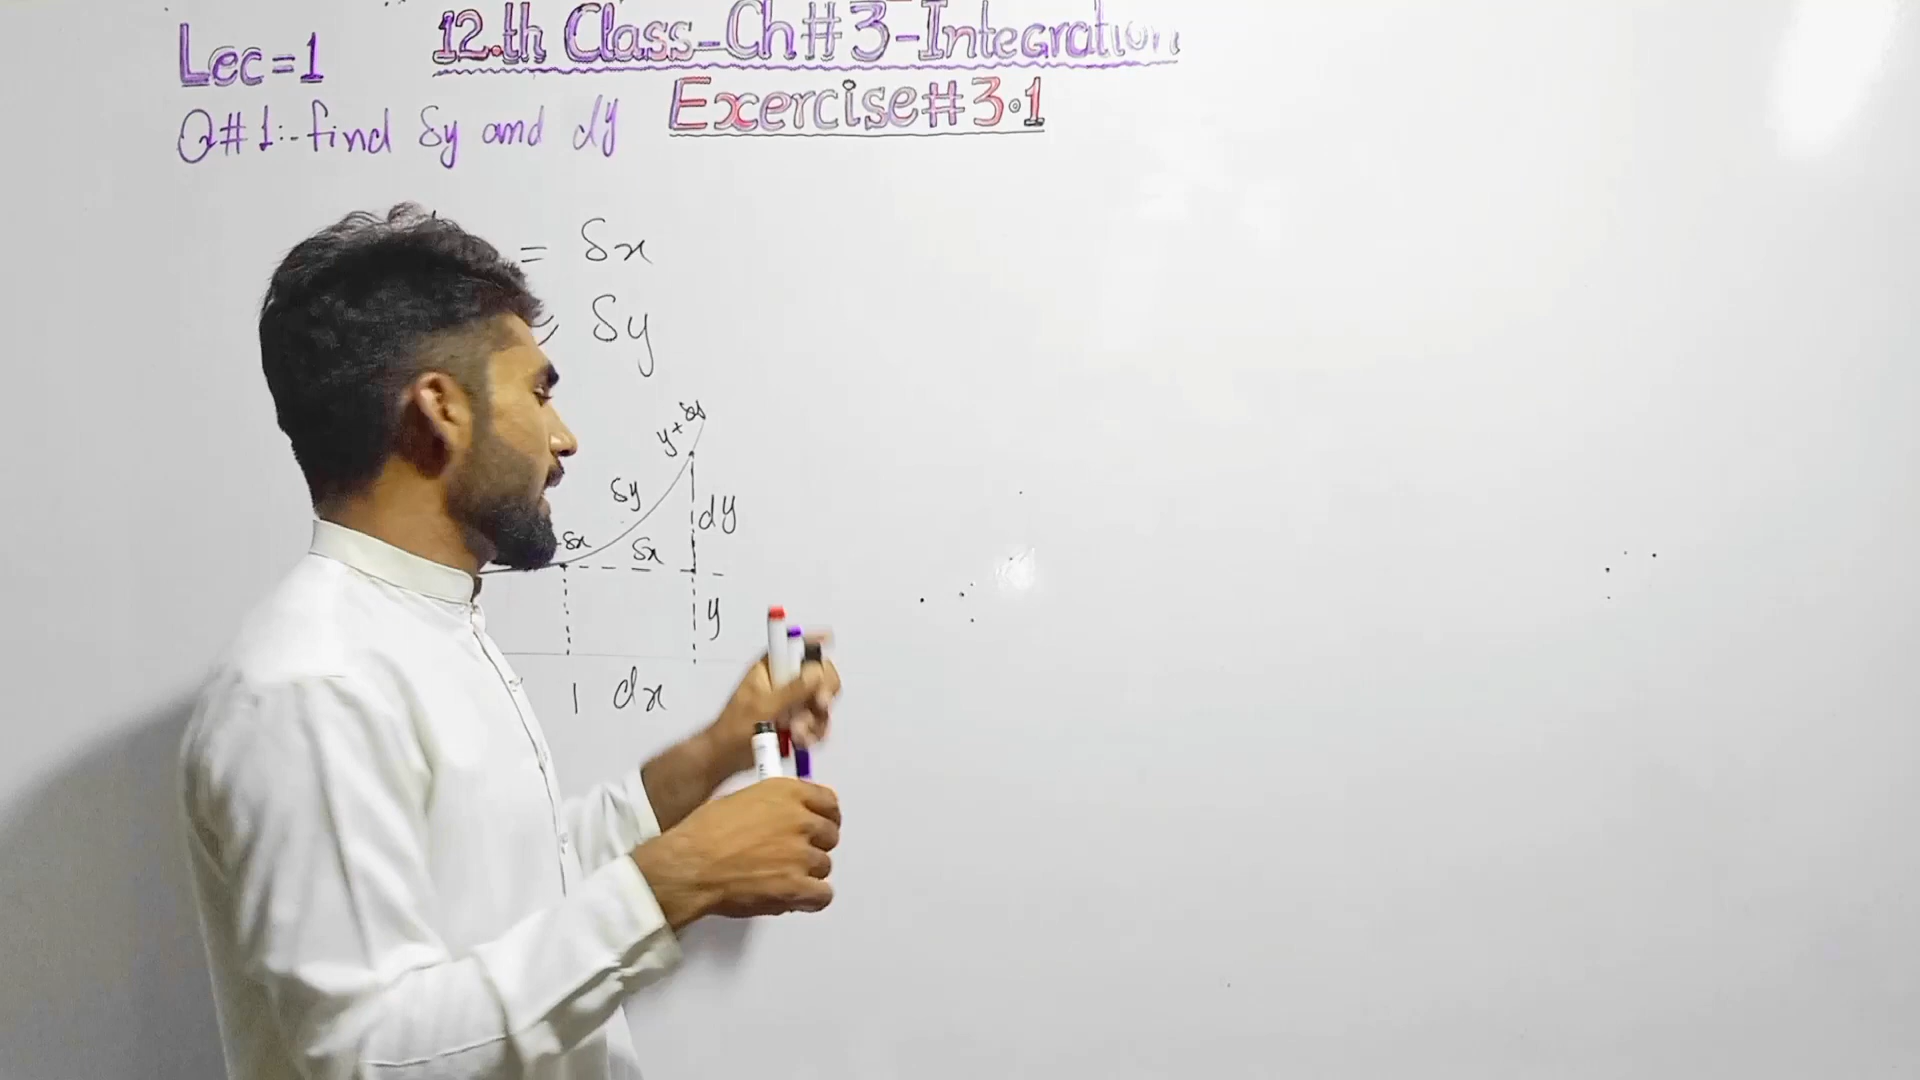 Lec=1
12.th Class-Ch#3-Integration
Exercise#3.1
Q#1:-find δy and dy
= δx
δy
y+δy
δy
dy
δx
δx
y
1 dx